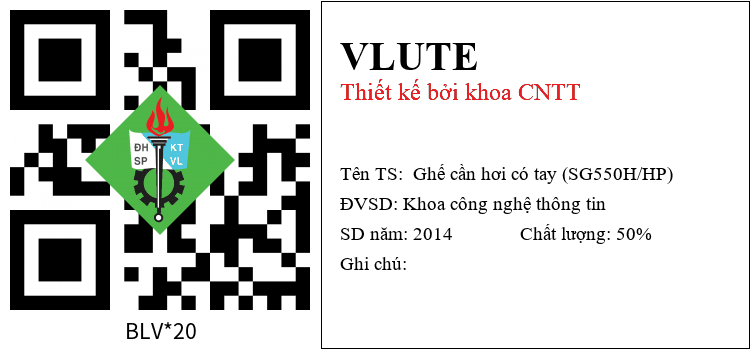 ĐH KT
SP VL
BLV*20
VLUTE
Thiết kế bởi khoa CNTT
Tên TS: Ghế cần hơi có tay (SG550H/HP)
ĐVSD: Khoa công nghệ thông tin
SD năm: 2014 Chất lượng: 50%
Ghi chú: